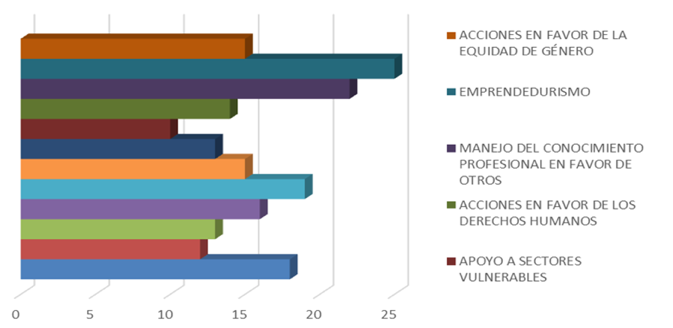 ACCIONES EN FAVOR DE LA
EQUIDAD DE GÉNERO
EMPRENDEDURISMO
MANEJO DEL CONOCIMIENTO
PROFESIONAL EN FAVOR DE
OTROS
ACCIONES EN FAVOR DE LOS
DERECHOS HUMANOS
APOYO A SECTORES
VULNERABLES
0 5 10 15 20 25